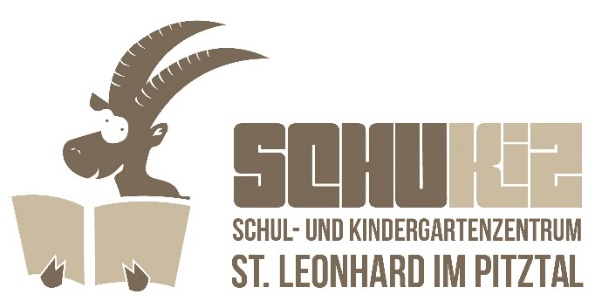 SCHUKiZ
SCHUL- UND KINDERGARTENZENTRUM
ST. LEONHARD IM PITZTAL